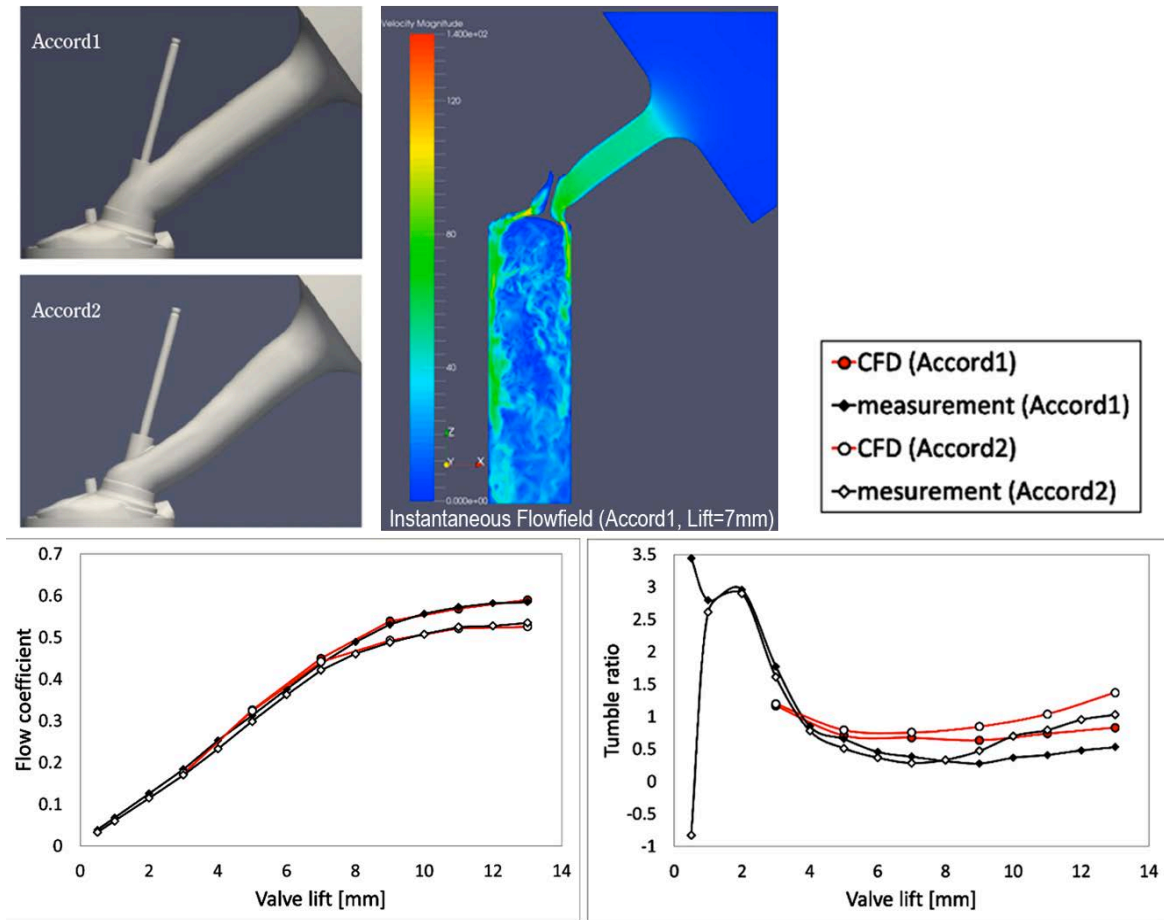 Accord1
Accord2
Velocity Magnitude
1.400e+02
120
80
40
0.000e+00
Z
Y
X
Instantaneous Flowfield (Accord1, Lift=7mm)
CFD (Accord1)
measurement (Accord1)
CFD (Accord2)
mesurement (Accord2)
Flow coefficient
0.7
0.6
0.5
0.4
0.3
0.2
0.1
0
0 2 4 6 8 10 12 14
Valve lift [mm]
Tumble ratio
3.5
3
2.5
2
1.5
1
0.5
0
-0.5
-1
0 2 4 6 8 10 12 14
Valve lift [mm]